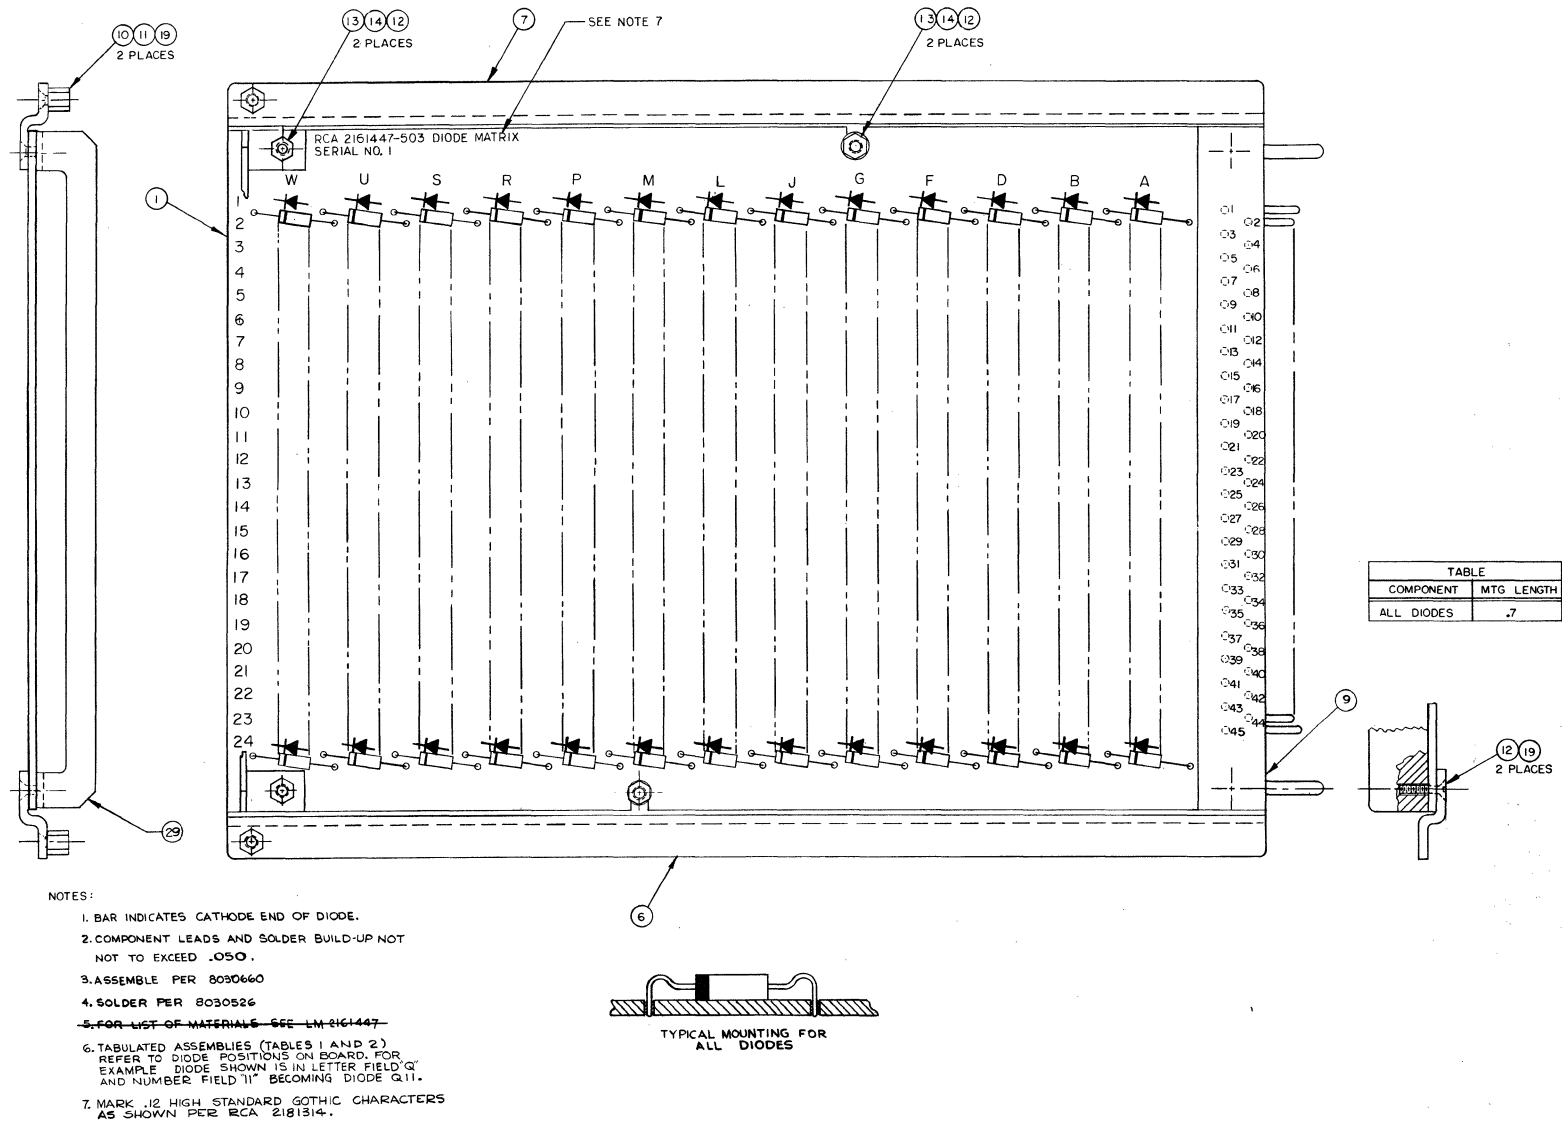 10 11 19
2 PLACES
13 14 12
2 PLACES
7
SEE NOTE 7
13 14 12
2 PLACES
RCA 2161447-503 DIODE MATRIX
SERIAL NO. 1
W U S R P M L J G F D B A
1
1
2
3
4
5
6
7
8
9
10
11
12
13
14
15
16
17
18
19
20
21
22
23
24
1
2
3
4
5
6
7
8
9
10
11
12
13
14
15
16
17
18
19
20
21
22
23
24
25
26
27
28
29
30
31
32
33
34
35
36
37
38
39
40
41
42
43
44
45
TABLE
COMPONENT MTG LENGTH
ALL DIODES .7
9
12 19
2 PLACES
29
6
NOTES:
1. BAR INDICATES CATHODE END OF DIODE.
2. COMPONENT LEADS AND SOLDER BUILD-UP NOT
NOT TO EXCEED .050.
3. ASSEMBLE PER 8030660
4. SOLDER PER 8030526
5. FOR LIST OF MATERIALS SEE LM 2161447
6. TABULATED ASSEMBLIES (TABLES 1 AND 2)
REFER TO DIODE POSITIONS ON BOARD. FOR
EXAMPLE DIODE SHOWN IS IN LETTER FIELD "Q"
AND NUMBER FIELD "11" BECOMING DIODE Q11.
7. MARK .12 HIGH STANDARD GOTHIC CHARACTERS
AS SHOWN PER RCA 2181314.
TYPICAL MOUNTING FOR
ALL DIODES